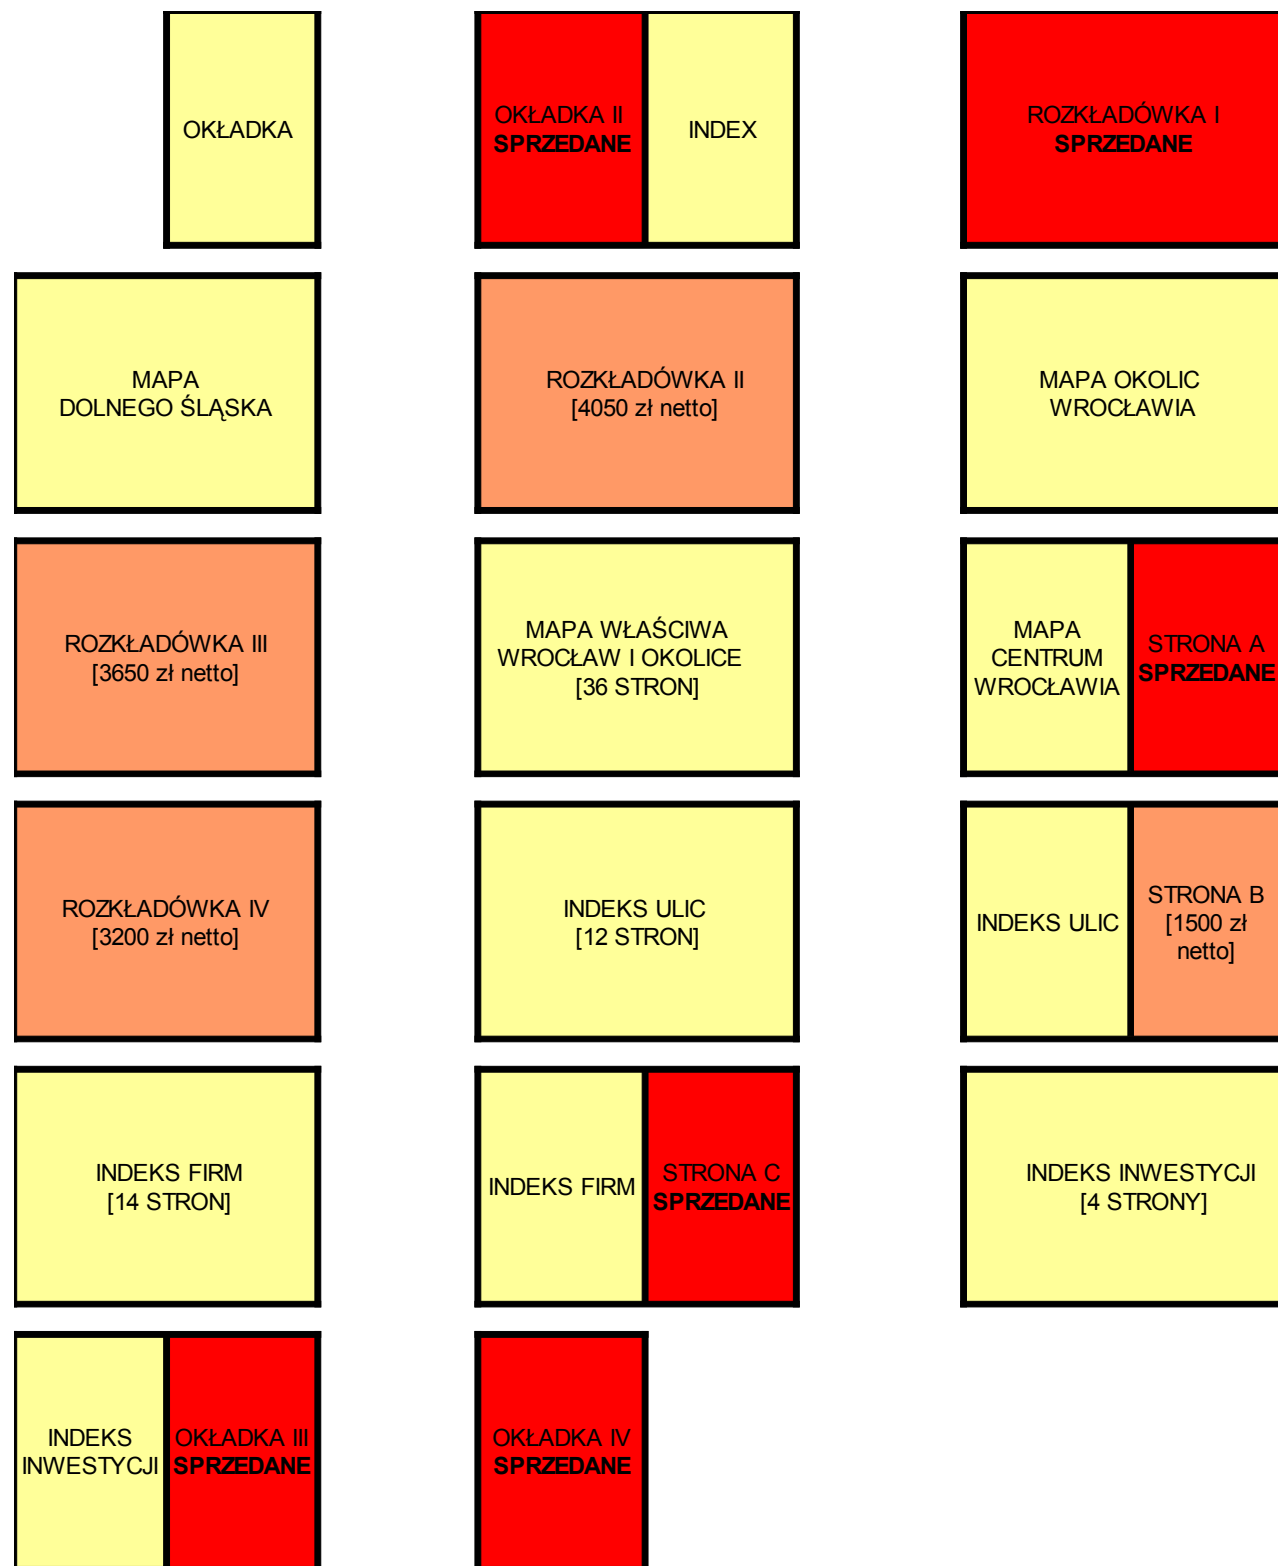 OKŁADKA
OKŁADKA II
SPRZEDANE
INDEX
ROZKŁADÓWKA I
SPRZEDANE
MAPA
DOLNEGO ŚLĄSKA
ROZKŁADÓWKA II
[4050 zł netto]
MAPA OKOLIC
WROCŁAWIA
ROZKŁADÓWKA III
[3650 zł netto]
MAPA WŁAŚCIWA
WROCŁAW I OKOLICE
[36 STRON]
MAPA
CENTRUM
WROCŁAWIA
STRONA A
SPRZEDANE
ROZKŁADÓWKA IV
[3200 zł netto]
INDEKS ULIC
[12 STRON]
INDEKS ULIC
STRONA B
[1500 zł
netto]
INDEKS FIRM
[14 STRON]
INDEKS FIRM
STRONA C
SPRZEDANE
INDEKS INWESTYCJI
[4 STRONY]
INDEKS
INWESTYCJI
OKŁADKA III
SPRZEDANE
OKŁADKA IV
SPRZEDANE